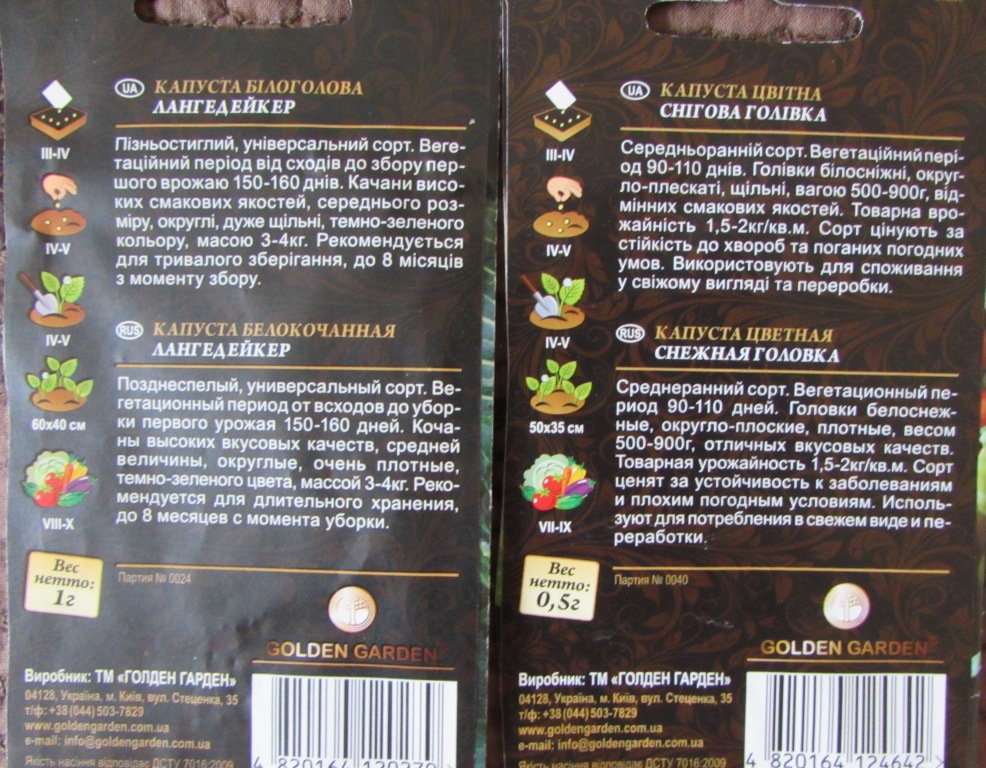 UA КАПУСТА БІЛОГОЛОВА
ЛАНГЕДЕЙКЕР
Пізньостиглий, універсальний сорт. Веге-
таційний період від сходів до збору пер-
шого врожаю 150-160 днів. Качани висо-
ких смакових якостей, середнього роз-
міру, округлі, дуже щільні, темно-зеленого
кольору, масою 3-4кг. Рекомендується
для тривалого зберігання, до 8 місяців
з моменту збору.
RUS КАПУСТА БЕЛОКОЧАННАЯ
ЛАНГЕДЕЙКЕР
Позднеспелый, универсальный сорт. Ве-
гетационный период от всходов до убор-
ки первого урожая 150-160 дней. Коча-
ны высоких вкусовых качеств, средней
величины, округлые, очень плотные,
темно-зеленого цвета, массой 3-4кг. Реко-
мендуется для длительного хранения,
до 8 месяцев с момента уборки.
III-IV
IV-V
IV-V
60х40 см
VIII-X
Вес
нетто:
1г
Партия № 0024
GOLDEN GARDEN
Виробник: ТМ «ГОЛДЕН ГАРДЕН»
04128, Україна, м. Київ, вул. Стеценка, 35
т/ф: +38 (044) 503-7829
www.goldengarden.com.ua
e-mail: info@goldengarden.com.ua
Якість насіння відповідає ДСТУ 7016:2009
UA КАПУСТА ЦВІТНА
СНІГОВА ГОЛІВКА
Середньоранній сорт. Вегетаційний пері-
од 90-110 днів. Голівки білосніжні, округ-
ло-плескаті, щільні, вагою 500-900г, від-
мінних смакових якостей. Товарна вро-
жайність 1,5-2кг/кв.м. Сорт цінують за
стійкість до хвороб та поганих погодних
умов. Використовують для споживання
у свіжому вигляді та переробки.
RUS КАПУСТА ЦВЕТНАЯ
СНЕЖНАЯ ГОЛОВКА
Среднеранний сорт. Вегетационный пе-
риод 90-110 дней. Головки белоснеж-
ные, округло-плоские, плотные, весом
500-900г, отличных вкусовых качеств.
Товарная урожайность 1,5-2кг/кв.м. Сорт
ценят за устойчивость к заболеваниям
и плохим погодным условиям. Исполь-
зуют для потребления в свежем виде и пе-
реработки.
III-IV
IV-V
IV-V
50х35 см
VII-IX
Вес
нетто:
0,5г
Партия № 0040
GOLDEN GARDEN
Виробник: ТМ «ГОЛДЕН ГАРДЕН»
04128, Україна, м. Київ, вул. Стеценка, 35
т/ф: +38 (044) 503-7829
www.goldengarden.com.ua
e-mail: info@goldengarden.com.ua
Якість насіння відповідає ДСТУ 7016:2009
4 820164 124642 >